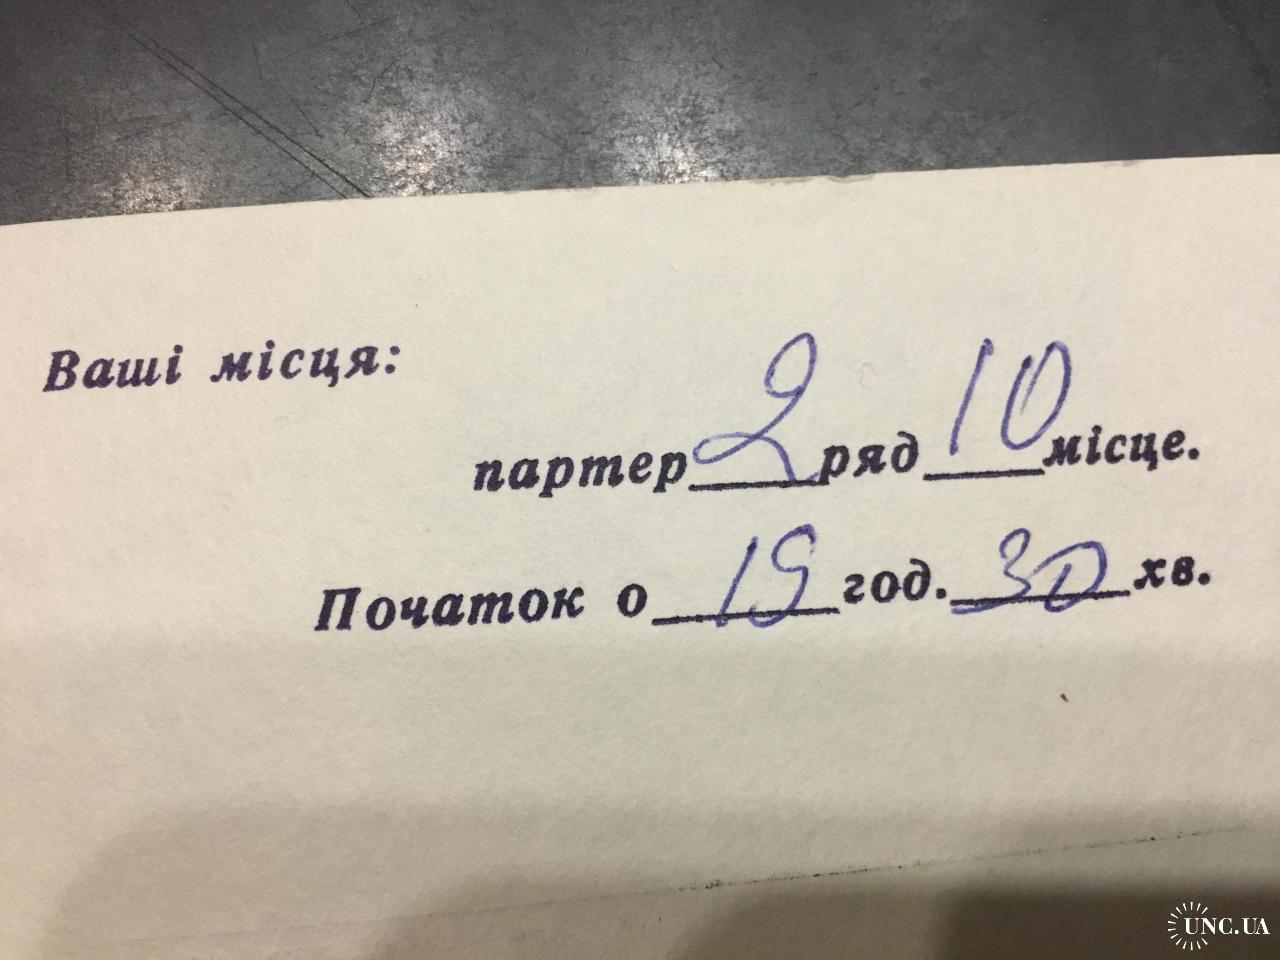 Ваші місця:
партер 2 ряд 10 місце.
Початок о 19 год. 30 хв.
UNC.UA